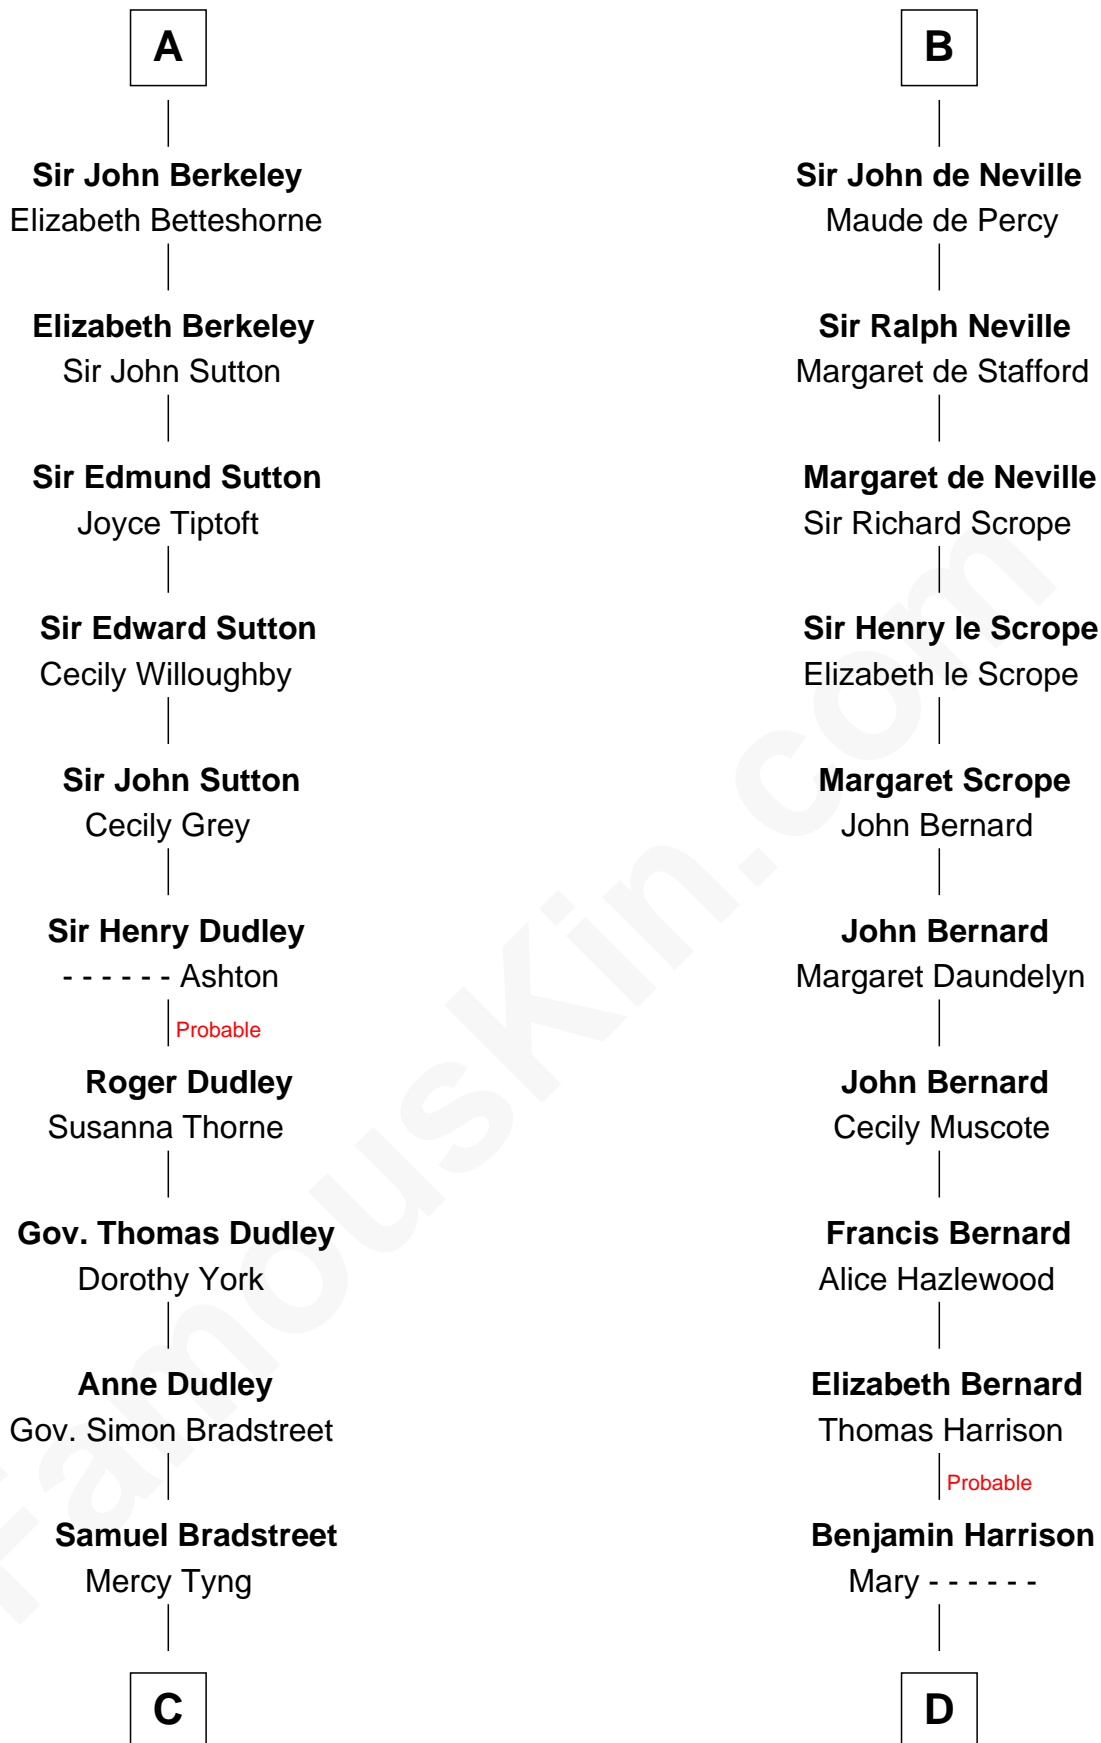 A
Sir John Berkeley
Elizabeth Betteshorne
Elizabeth Berkeley
Sir John Sutton
Sir Edmund Sutton
Joyce Tiptoft
Sir Edward Sutton
Cecily Willoughby
Sir John Sutton
Cecily Grey
Sir Henry Dudley
- - - - - - Ashton
Probable
Roger Dudley
Susanna Thorne
Gov. Thomas Dudley
Dorothy York
Anne Dudley
Gov. Simon Bradstreet
Samuel Bradstreet
Mercy Tyng
C
B
Sir John de Neville
Maude de Percy
Sir Ralph Neville
Margaret de Stafford
Margaret de Neville
Sir Richard Scrope
Sir Henry le Scrope
Elizabeth le Scrope
Margaret Scrope
John Bernard
John Bernard
Margaret Daundelyn
John Bernard
Cecily Muscote
Francis Bernard
Alice Hazlewood
Elizabeth Bernard
Thomas Harrison
Probable
Benjamin Harrison
Mary - - - - - -
D
FamousKin.com